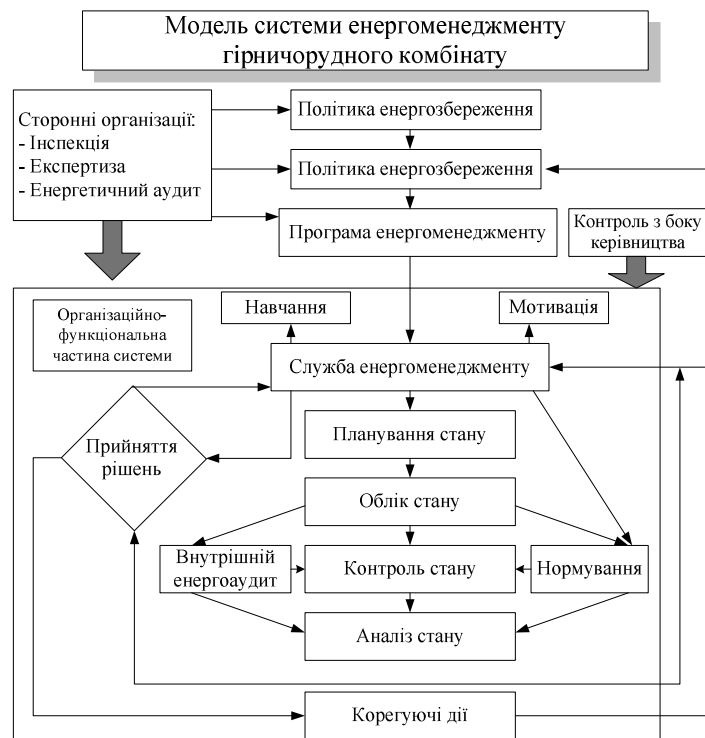 Модель системи енергоменеджменту
гірничорудного комбінату
Сторонні організації:
- Інспекція
- Експертиза
- Енергетичний аудит
Політика енергозбереження
Політика енергозбереження
Програма енергоменеджменту
Контроль з боку
керівництва
Організаційно-
функціональна
частина системи
Навчання
Мотивація
Служба енергоменеджменту
Прийняття
рішень
Планування стану
Облік стану
Внутрішній
енергоаудит
Контроль стану
Нормування
Аналіз стану
Корегуючі дії